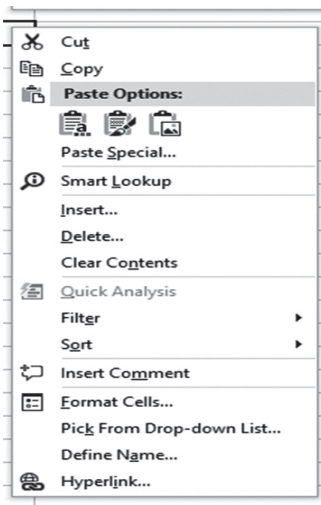 Cut
Copy
Paste Options:
Paste Special...
Smart Lookup
Insert...
Delete...
Clear Contents
Quick Analysis
Filter
Sort
Insert Comment
Format Cells...
Pick From Drop-down List...
Define Name...
Hyperlink...